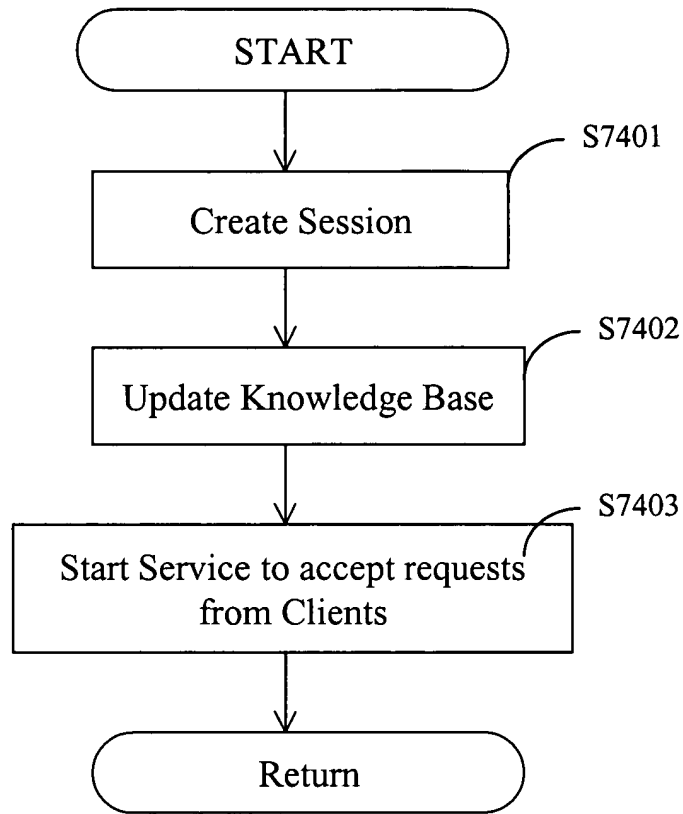 START
S7401
Create Session
S7402
Update Knowledge Base
S7403
Start Service to accept requests
from Clients
Return